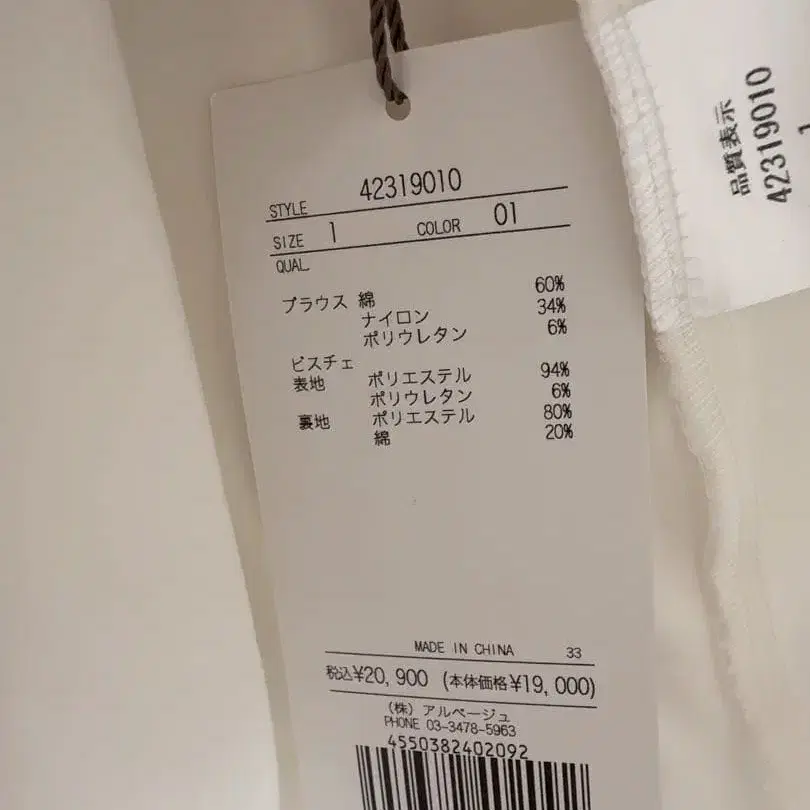 STYLE 42319010
SIZE 1 COLOR 01
QUAL
ブラウス 綿 60%
ナイロン 34%
ポリウレタン 6%
ビスチェ
表地 ポリエステル 94%
ポリウレタン 6%
裏地 ポリエステル 80%
綿 20%
MADE IN CHINA 33
税込¥20,900 (本体価格¥19,000)
(株) アルページュ
PHONE 03-3478-5963
4550382402092
品質表示
42319010
1